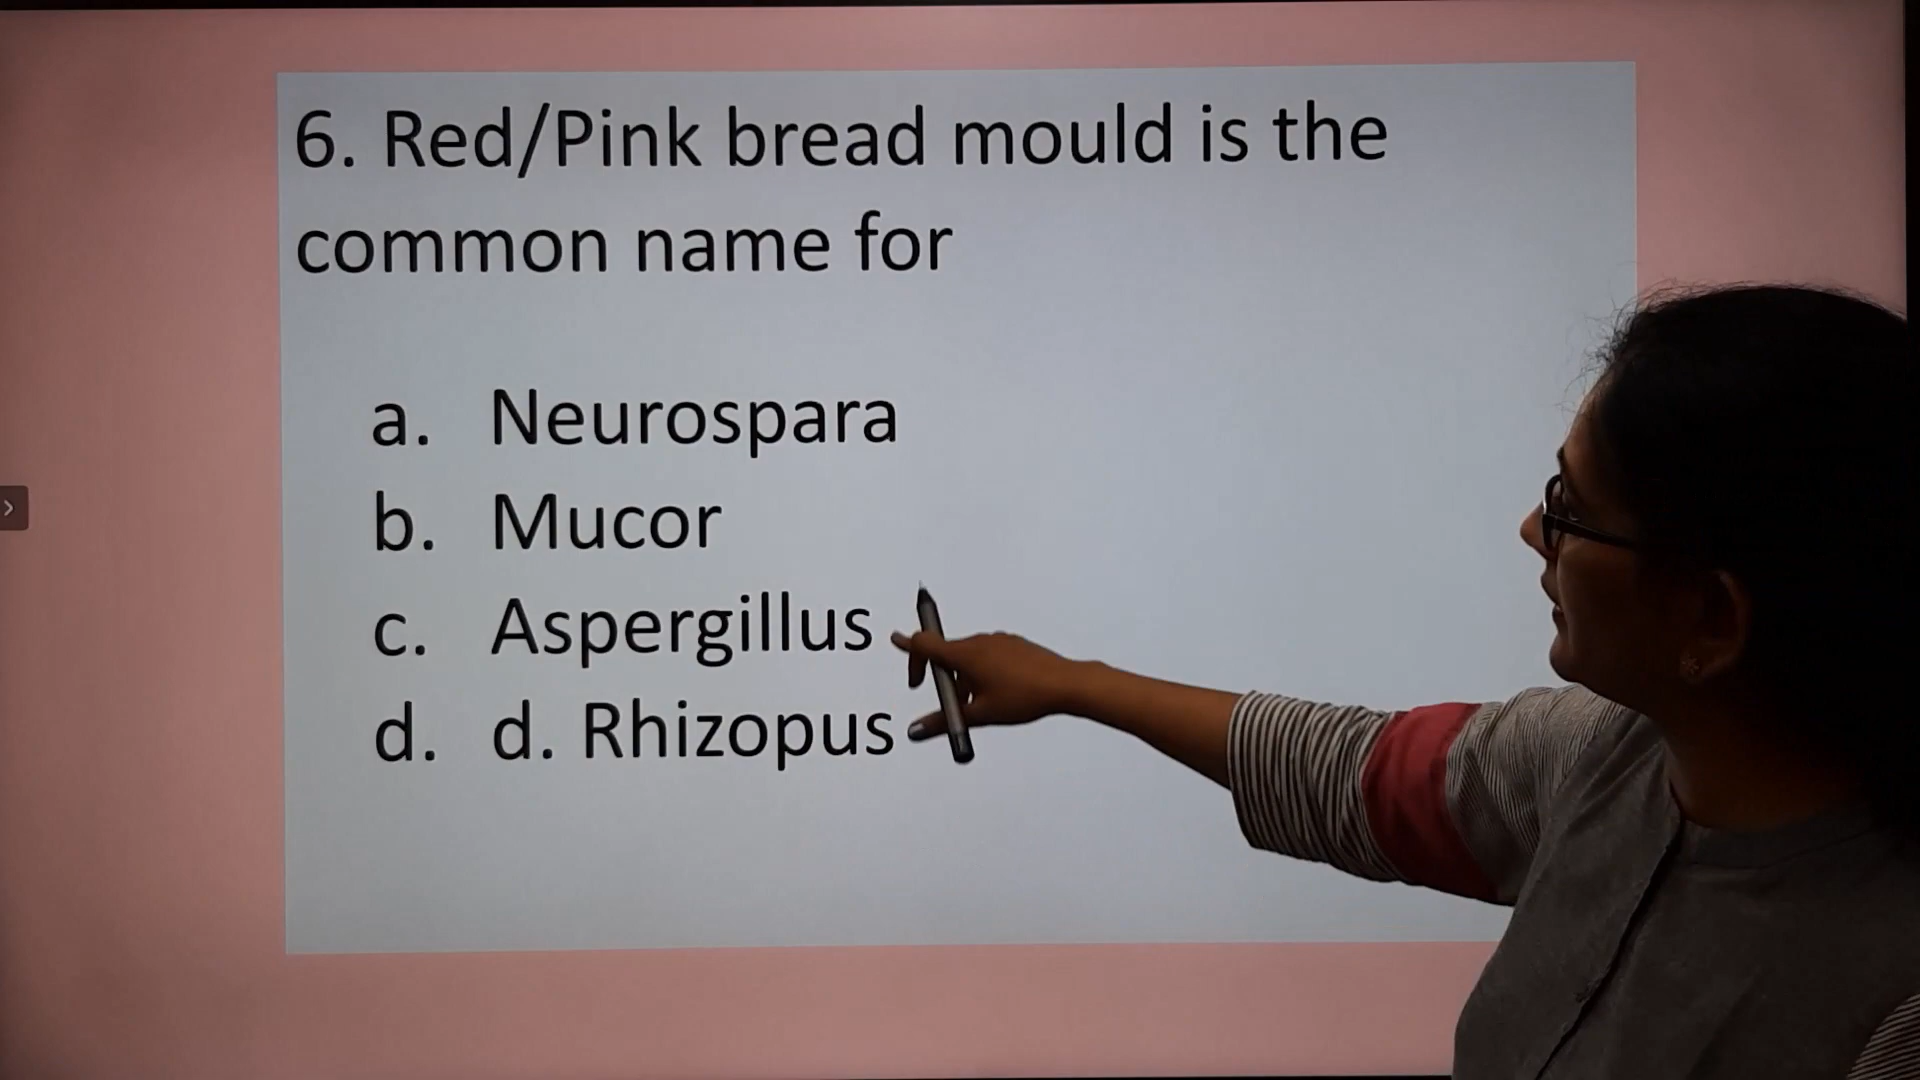 6. Red/Pink bread mould is the
common name for
a. Neurospara
b. Mucor
c. Aspergillus
d. d. Rhizopus